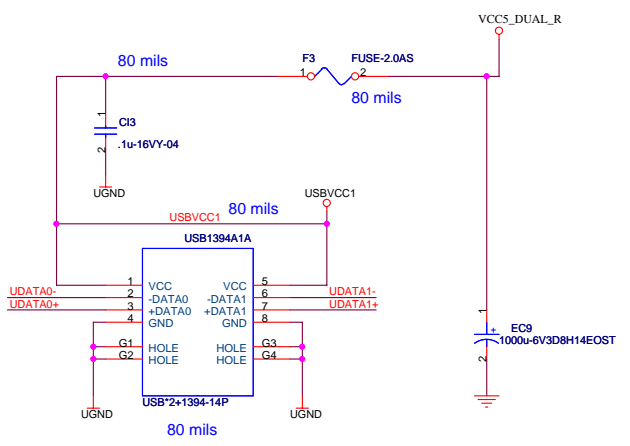 VCC5_DUAL_R
80 mils
F3
FUSE-2.0AS
1
2
80 mils
1
CI3
.1u-16VY-04
2
UGND
USBVCC1
80 mils
USBVCC1
USB1394A1A
1
VCC
VCC
5
UDATA0-
2
-DATA0
-DATA1
6
UDATA1-
UDATA0+
3
+DATA0
+DATA1
7
UDATA1+
4
GND
GND
8
G1
HOLE
HOLE
G3
G2
HOLE
HOLE
G4
1
+
EC9
1000u-6V3D8H14EOST
2
USB*2+1394-14P
UGND
UGND
80 mils